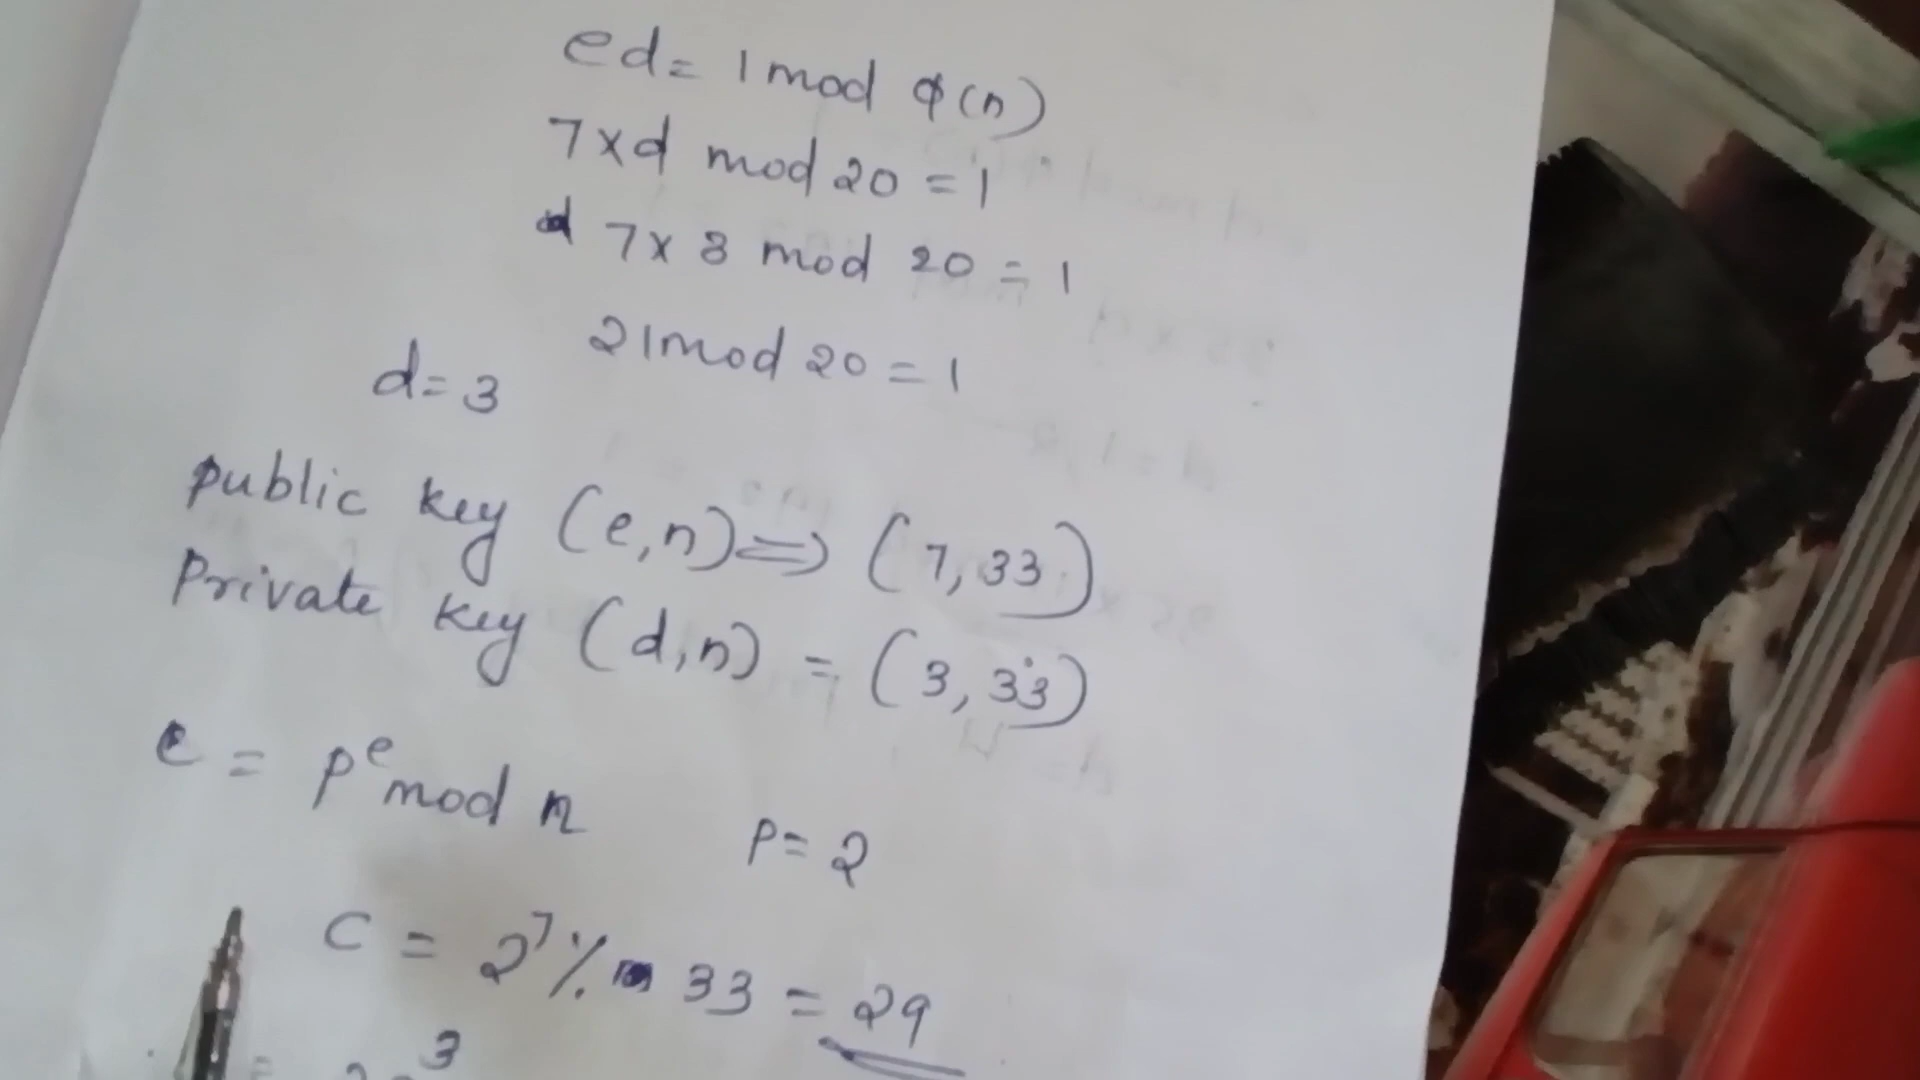 ed = 1 mod φ(n)
7 x d mod 20 = 1
d 7 x 3 mod 20 = 1
21 mod 20 = 1
d = 3
public key (e,n) ⇒ (7,33)
Private key (d,n) = (3,33)
c = p^e mod n
P = 2
C = 2^7 % 33 = 29
= 3